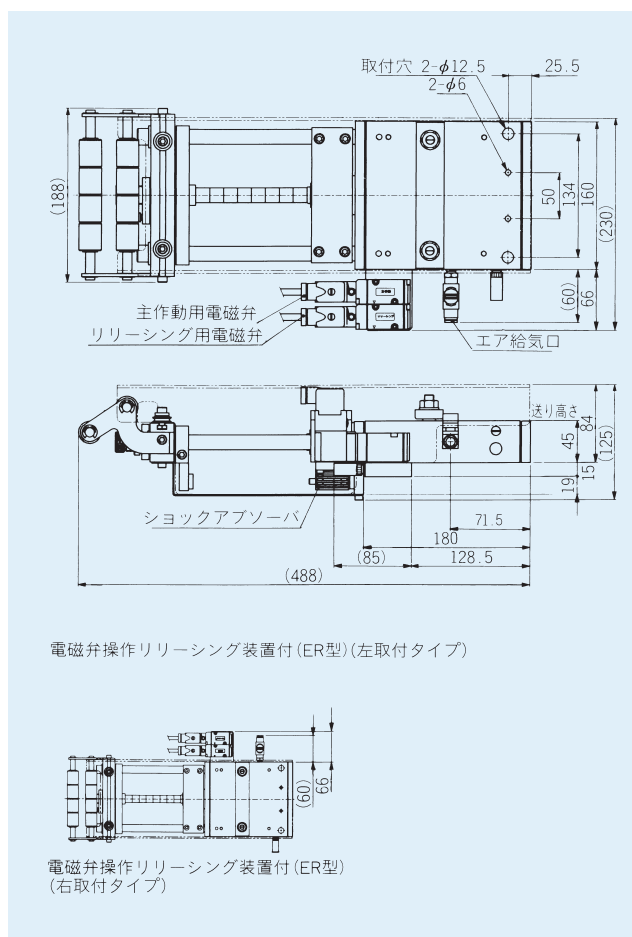 取付穴 2-φ12.5
25.5
2-φ6
(188)
50
134
160
(230)
(60)
66
主作動用電磁弁
リリーシング用電磁弁
エア給気口
送り高さ
84
45
(125)
15
19
ショックアブソーバ
71.5
180
(85)
128.5
(488)
電磁弁操作リリーシング装置付(ER型)(左取付タイプ)
(60)
66
電磁弁操作リリーシング装置付(ER型)
(右取付タイプ)